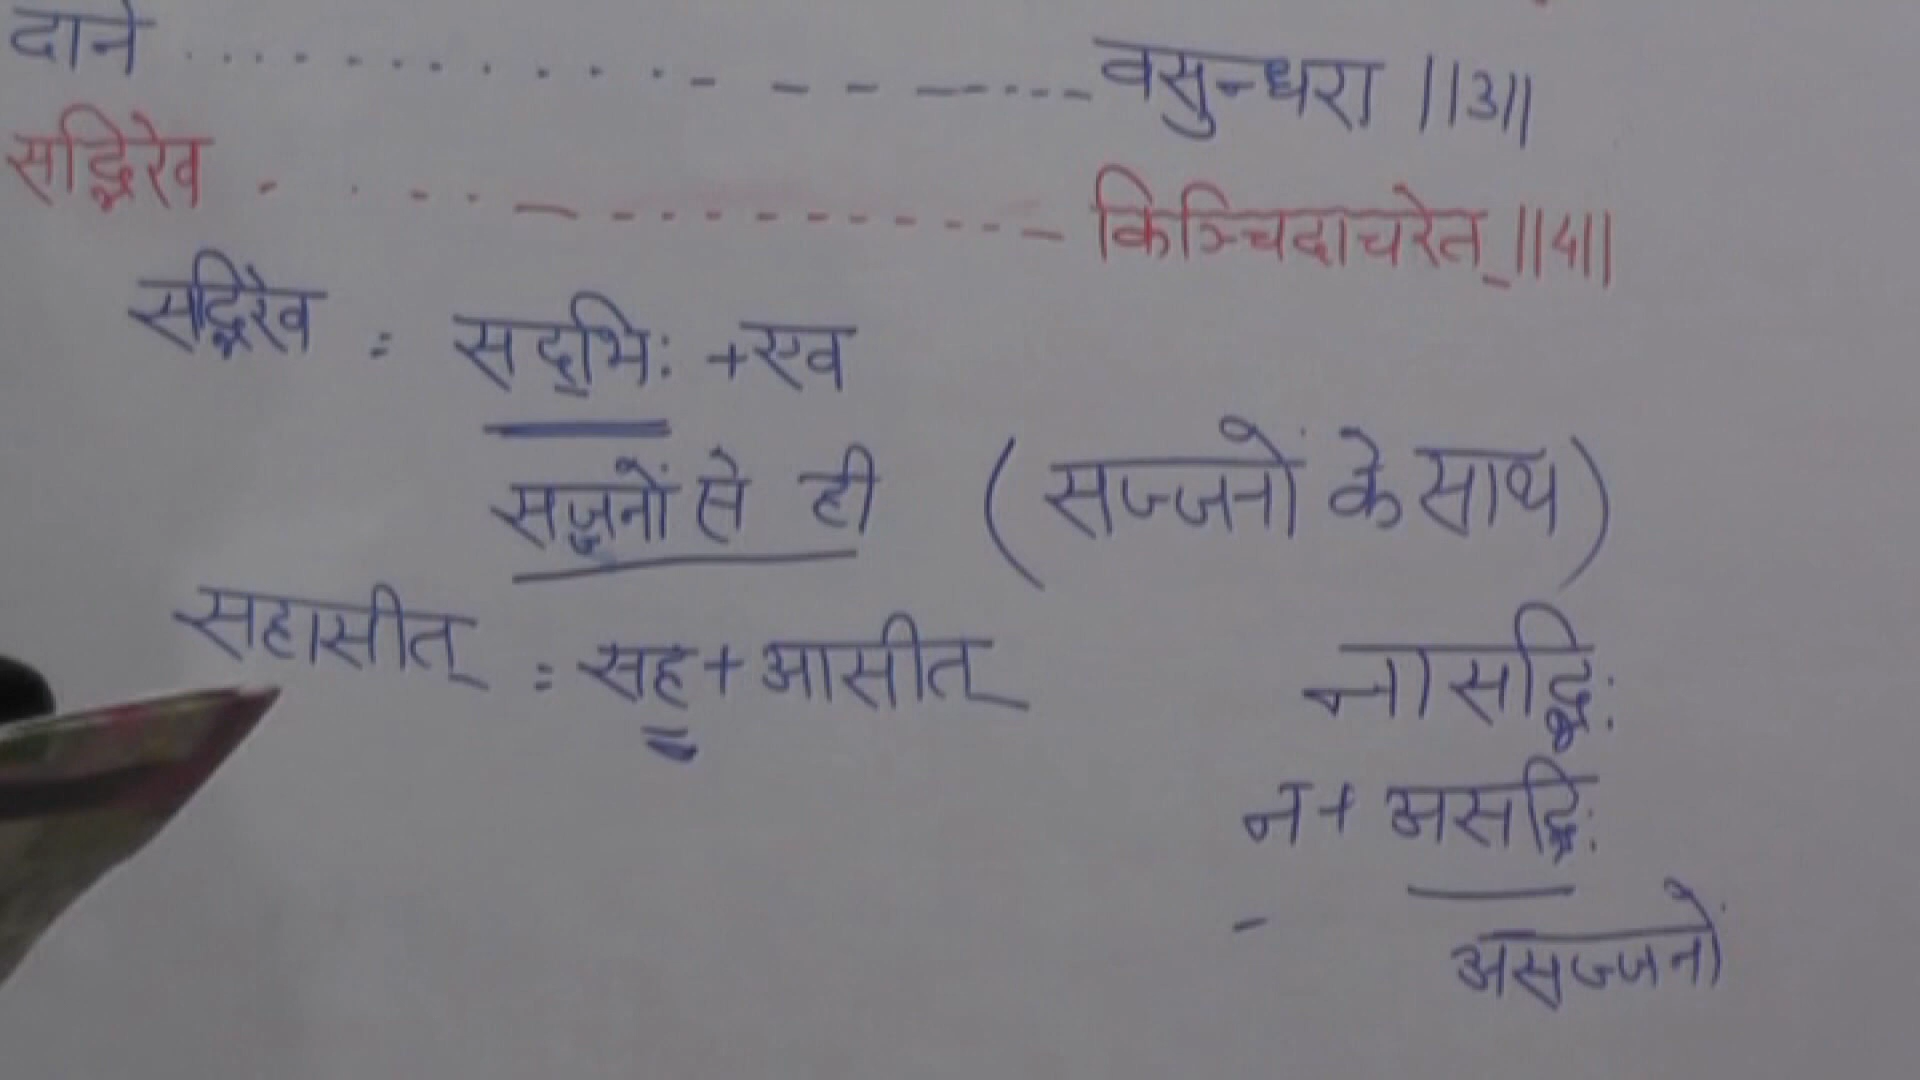 दाने ................ वसुन्धरा ||3||
सद्भिरेव ................ किञ्चिदाचरेत् ||4||
सद्भिरेव = सद्भिः + एव
सज्जनों से ही (सज्जनों के साथ)
सहासीत् = सह + आसीत्
नासद्भिः
न + असद्भिः
- असज्जनों